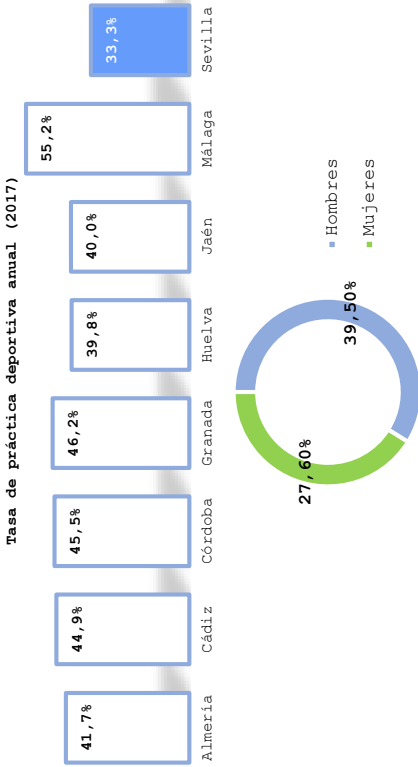 Tasa de práctica deportiva anual (2017)
41,7%
44,9%
45,5%
46,2%
39,8%
40,0%
55,2%
33,3%
Almería
Cádiz
Córdoba
Granada
Huelva
Jaén
Málaga
Sevilla
27,60%
39,50%
Hombres
Mujeres